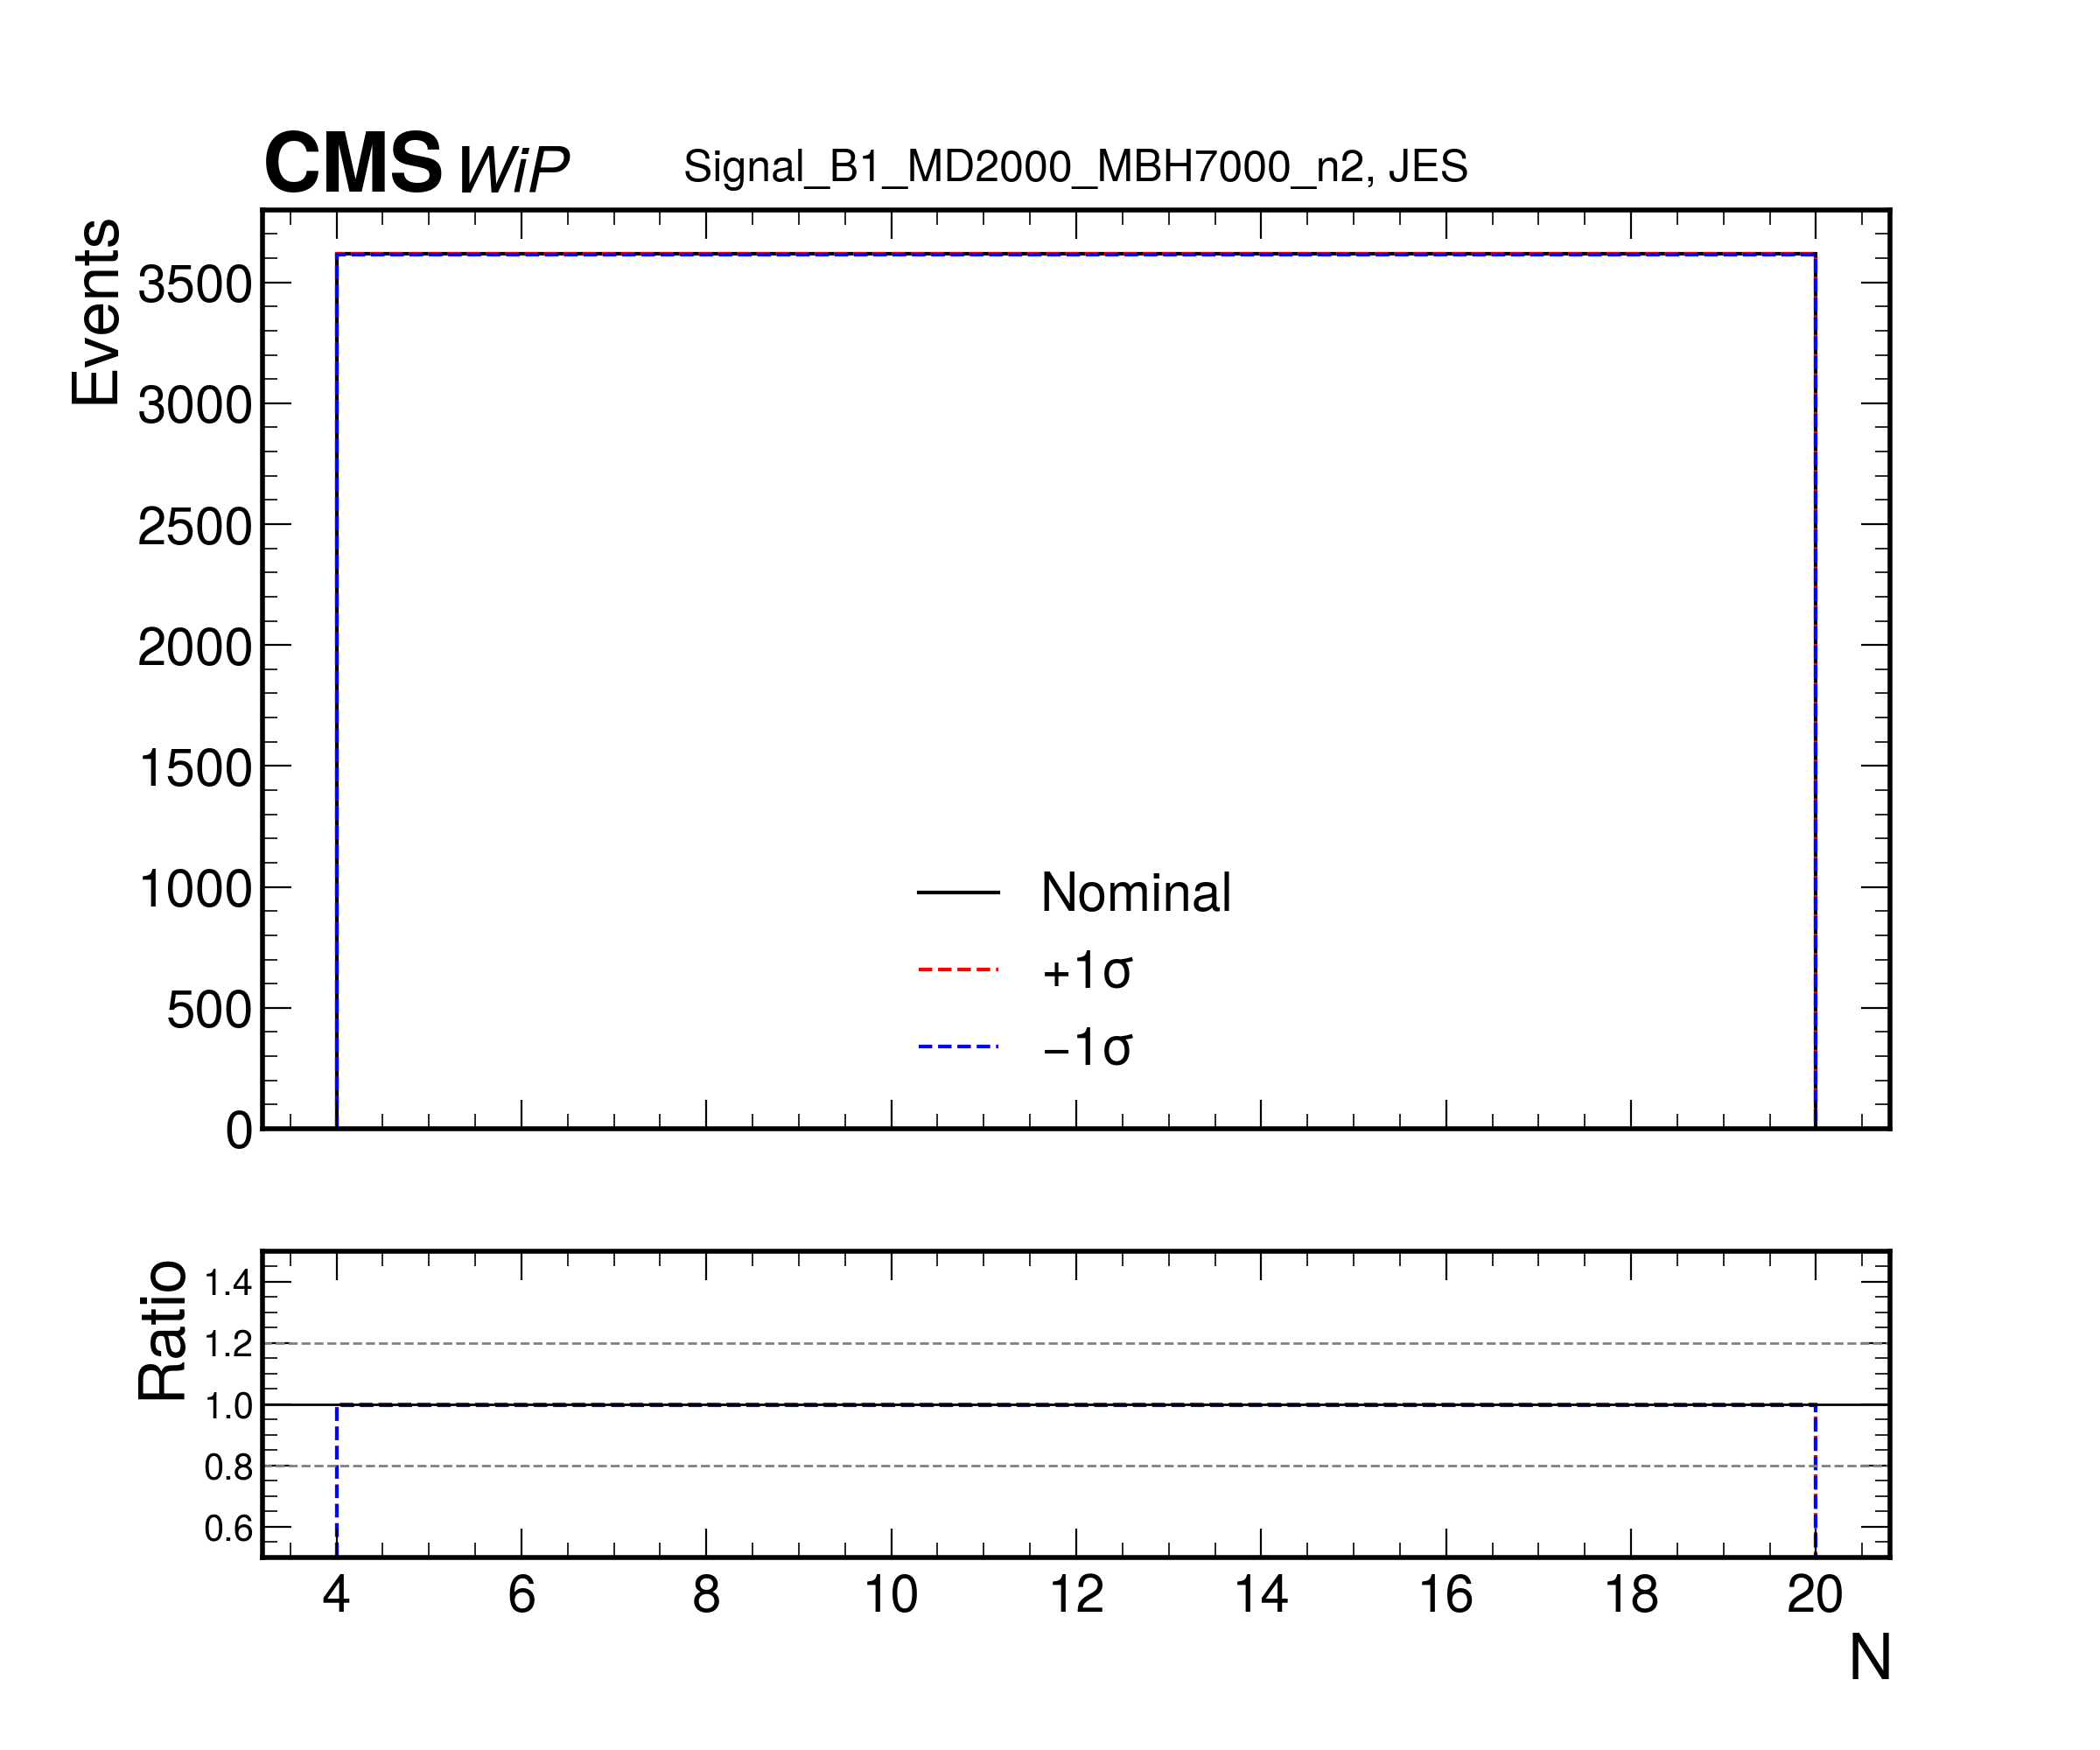 CMS WiP Signal_B1_MD2000_MBH7000_n2, JES
Events
3500
3000
2500
2000
1500
1000
500
0
Nominal
+1σ
−1σ
Ratio
1.4
1.2
1.0
0.8
0.6
4 6 8 10 12 14 16 18 20
N